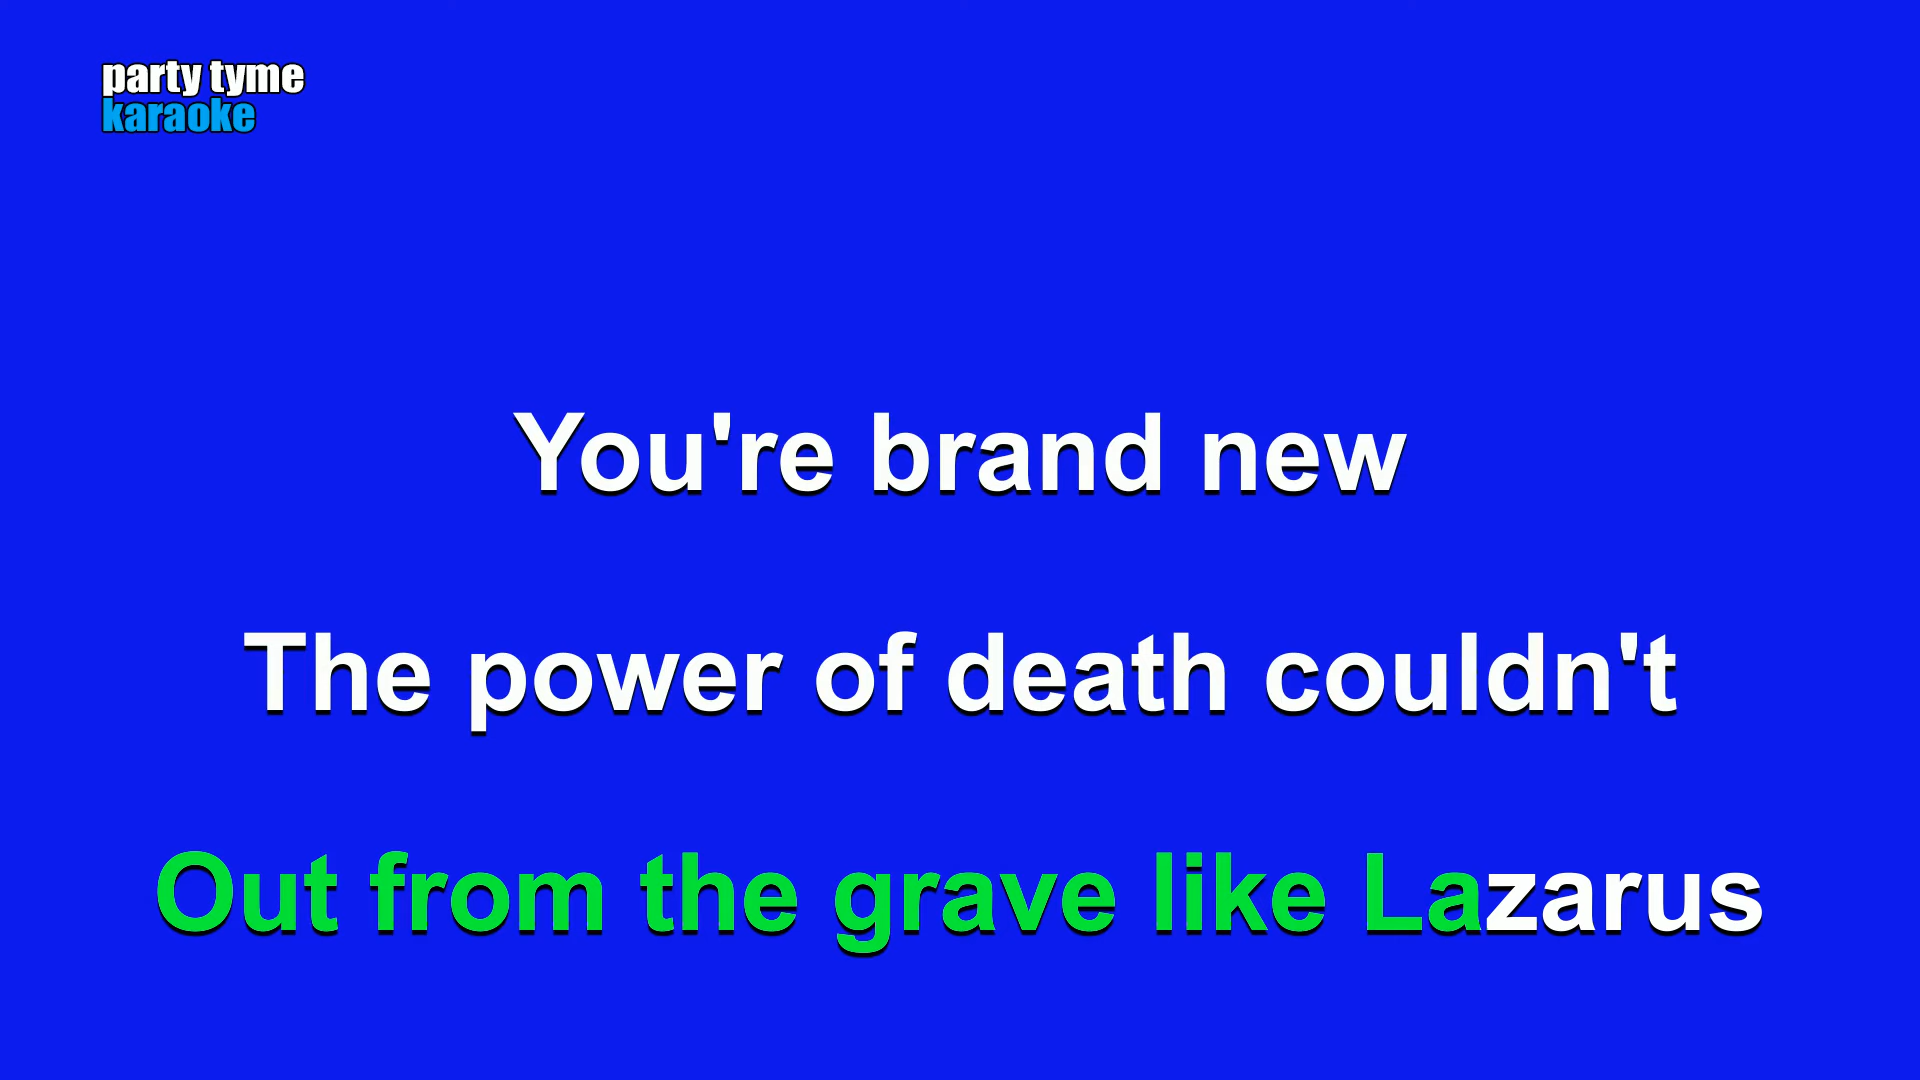 party tyme
karaoke
You're brand new
The power of death couldn't
Out from the grave like Lazarus